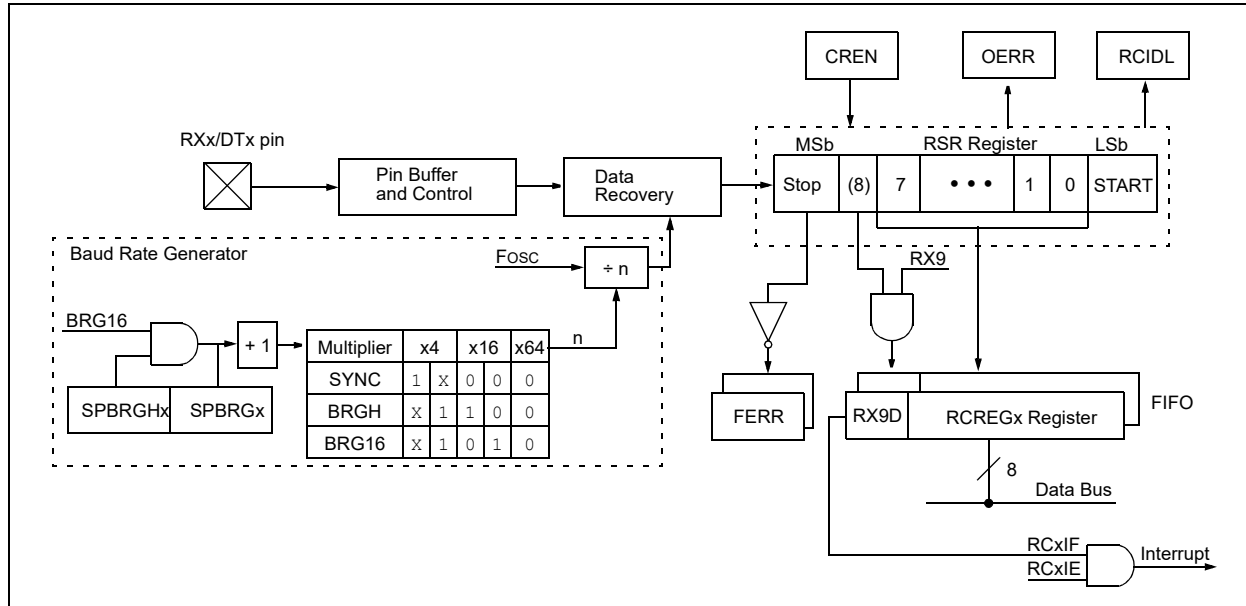 CREN
OERR
RCIDL
RXx/DTx pin
MSb
RSR Register
LSb
Pin Buffer
and Control
Data
Recovery
Stop (8) 7 • • • 1 0 START
Baud Rate Generator
FOSC
÷ n
RX9
BRG16
+ 1
n
Multiplier x4 x16 x64
SYNC 1 X 0 0 0
BRGH X 1 1 0 0
BRG16 X 1 0 1 0
SPBRGHx SPBRGx
FERR
RX9D
RCREGx Register
FIFO
8
Data Bus
RCxIF
RCxIE
Interrupt